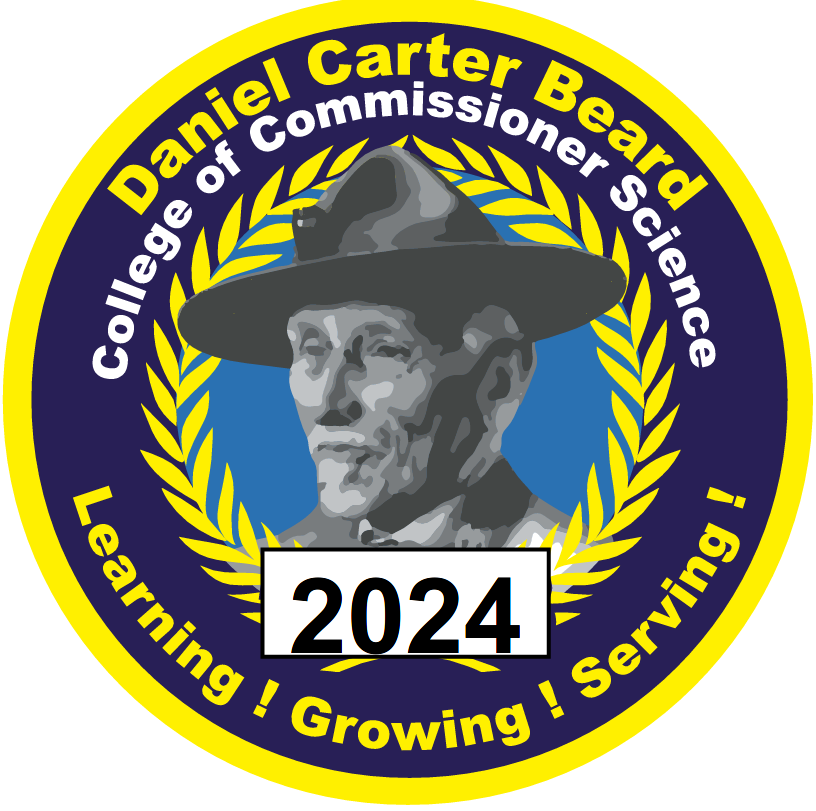 Daniel Carter Beard
College of Commissioner Science
2024
Learning ! Growing ! Serving !